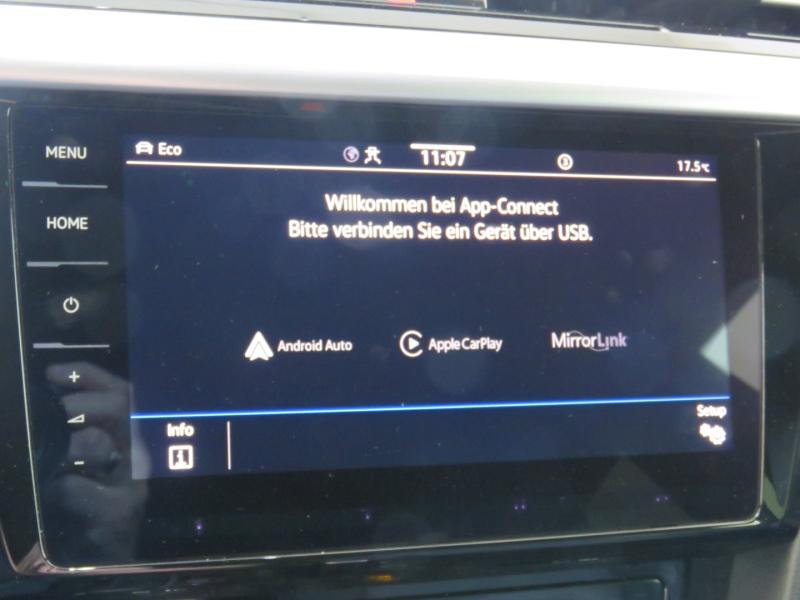 MENU
HOME
Eco
11:07
3
17.5℃
Willkommen bei App-Connect
Bitte verbinden Sie ein Gerät über USB.
Android Auto
Apple CarPlay
MirrorLink
Info
Setup